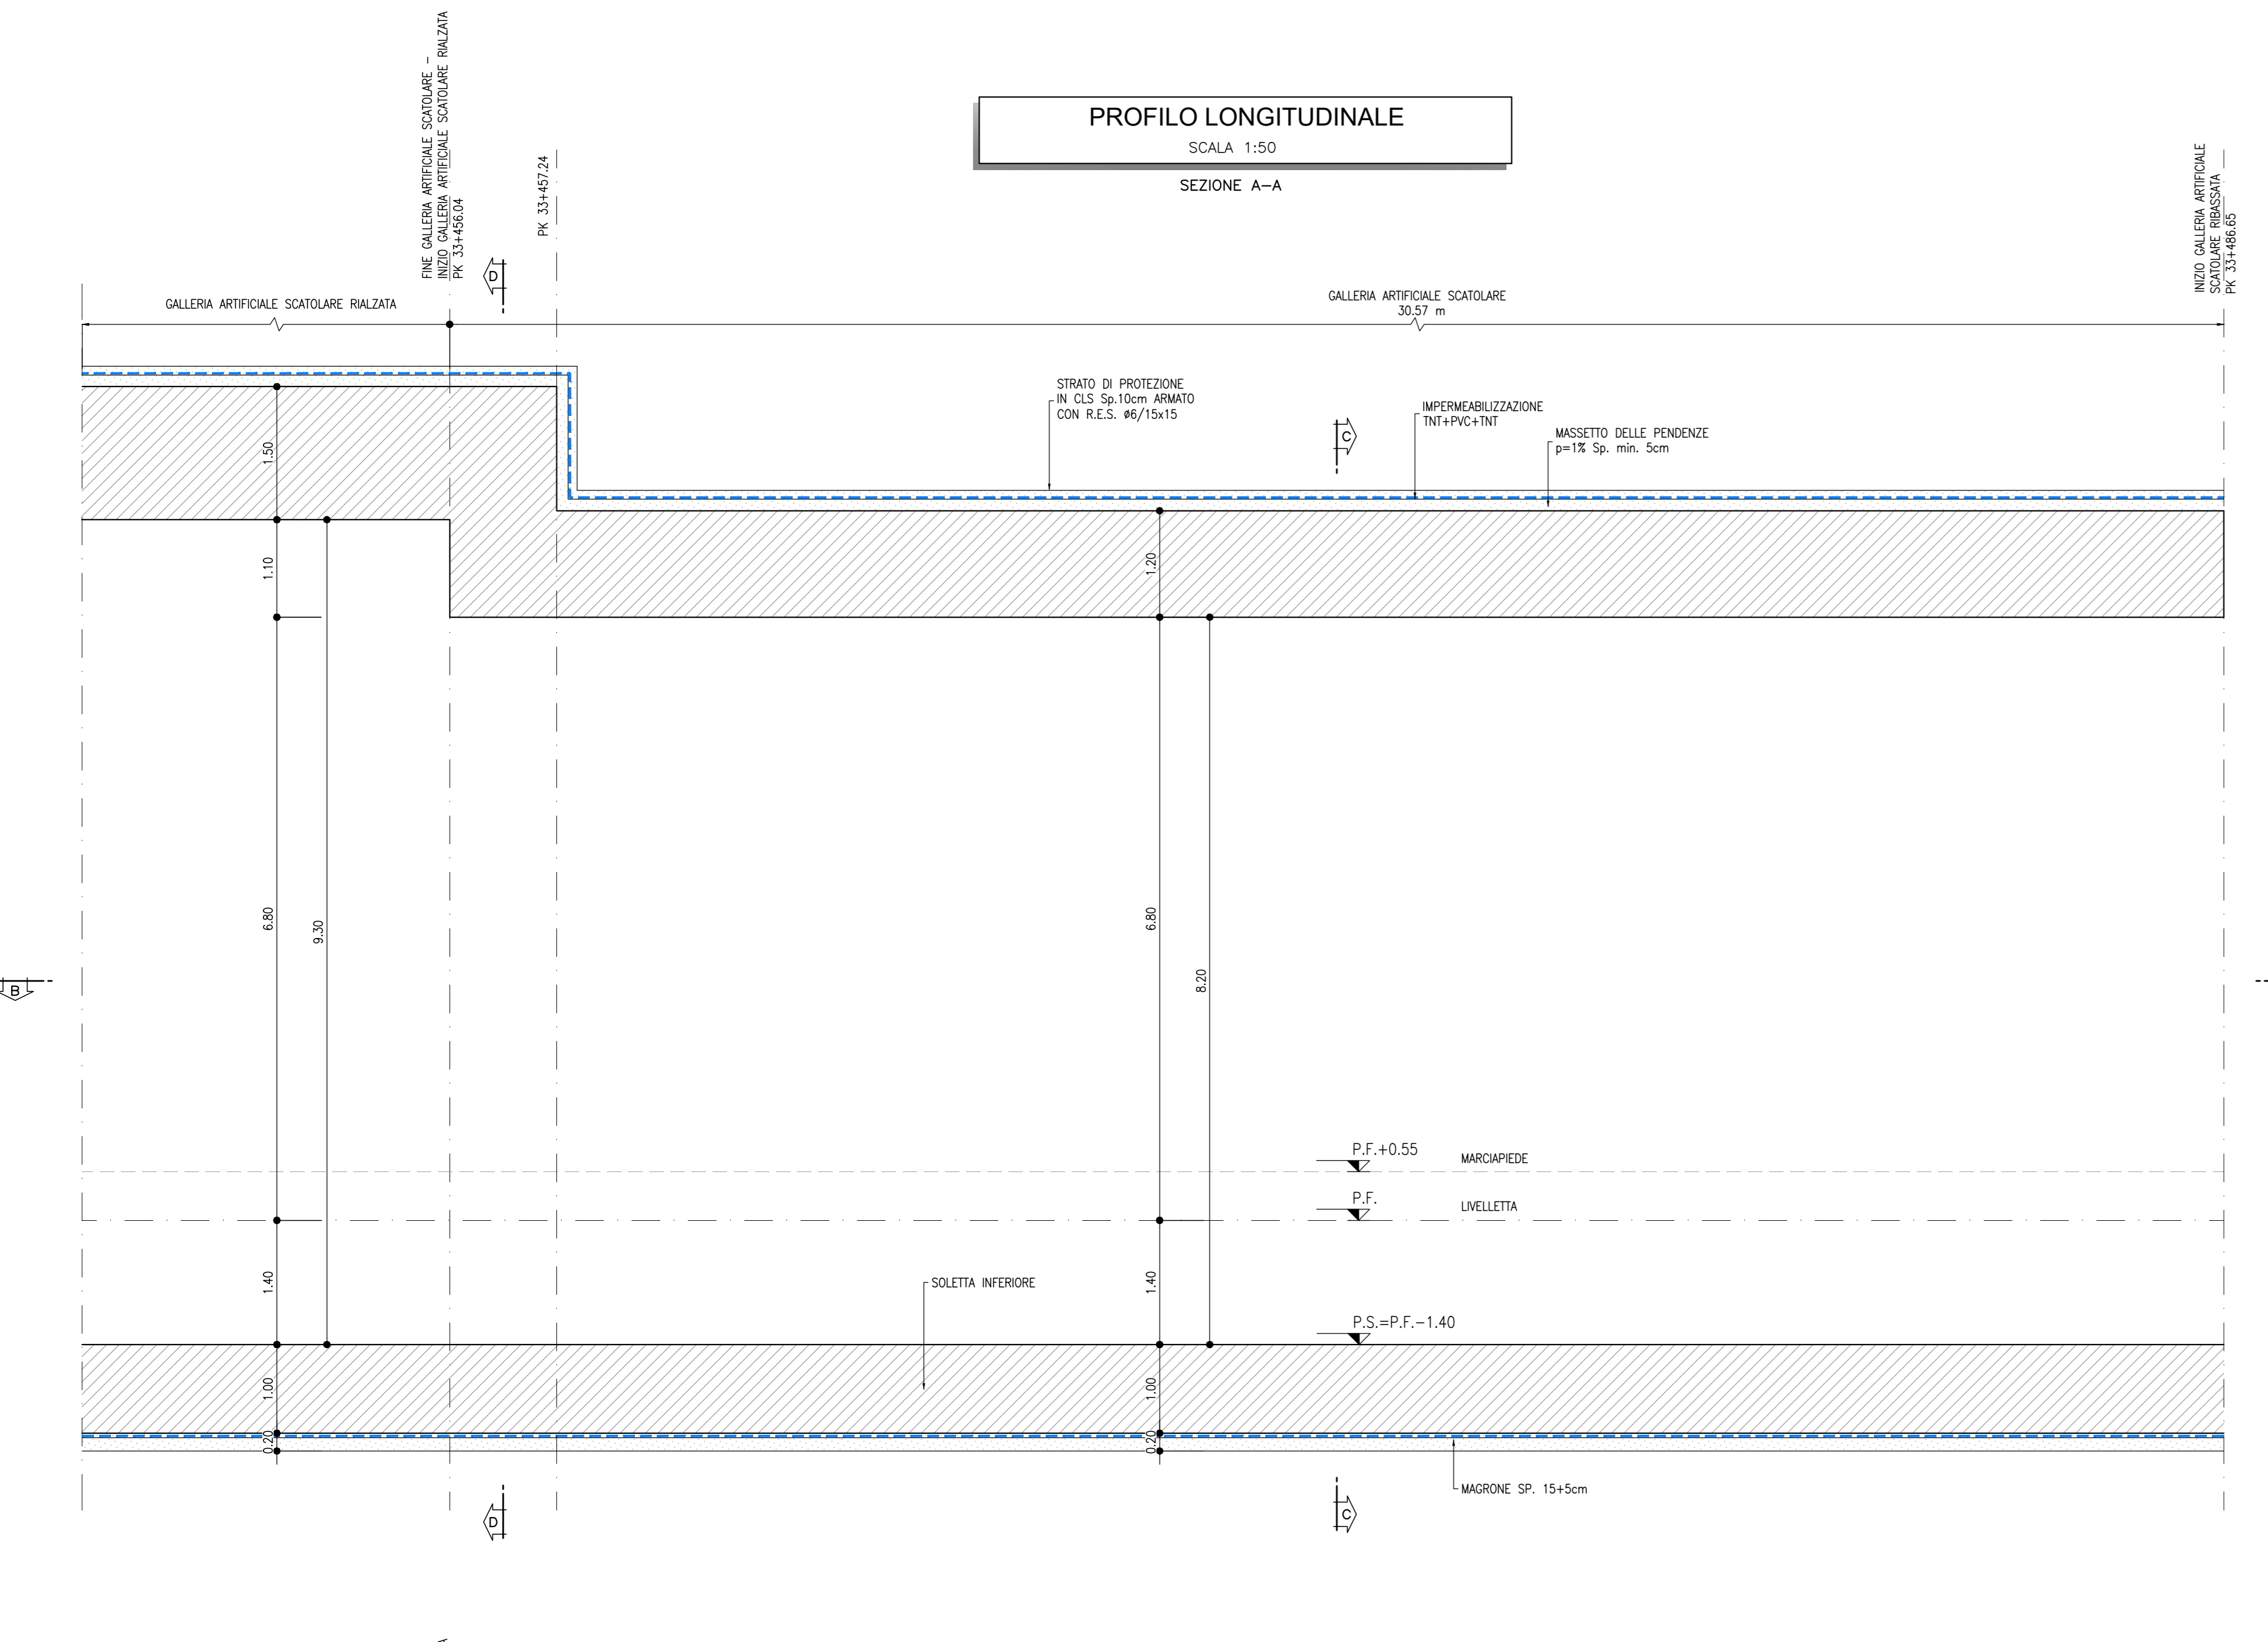 PROFILO LONGITUDINALE
SCALA 1:50
SEZIONE A-A
FINE GALLERIA ARTIFICIALE SCATOLARE -
INIZIO GALLERIA ARTIFICIALE SCATOLARE RIALZATA
PK 33+456.04
PK 33+457.24
INIZIO GALLERIA ARTIFICIALE
SCATOLARE RIBASSATA
PK 33+486.65
D
GALLERIA ARTIFICIALE SCATOLARE RIALZATA
GALLERIA ARTIFICIALE SCATOLARE
30.57 m
STRATO DI PROTEZIONE
IN CLS Sp.10cm ARMATO
CON R.E.S. ø6/15x15
C
IMPERMEABILIZZAZIONE
TNT+PVC+TNT
MASSETTO DELLE PENDENZE
p=1% Sp. min. 5cm
1.50
1.10
1.20
6.80
9.30
6.80
8.20
B
P.F.+0.55
MARCIAPIEDE
P.F.
LIVELLETTA
1.40
SOLETTA INFERIORE
1.40
P.S.=P.F.-1.40
1.00
1.00
0.20
0.20
MAGRONE SP. 15+5cm
D
C
A